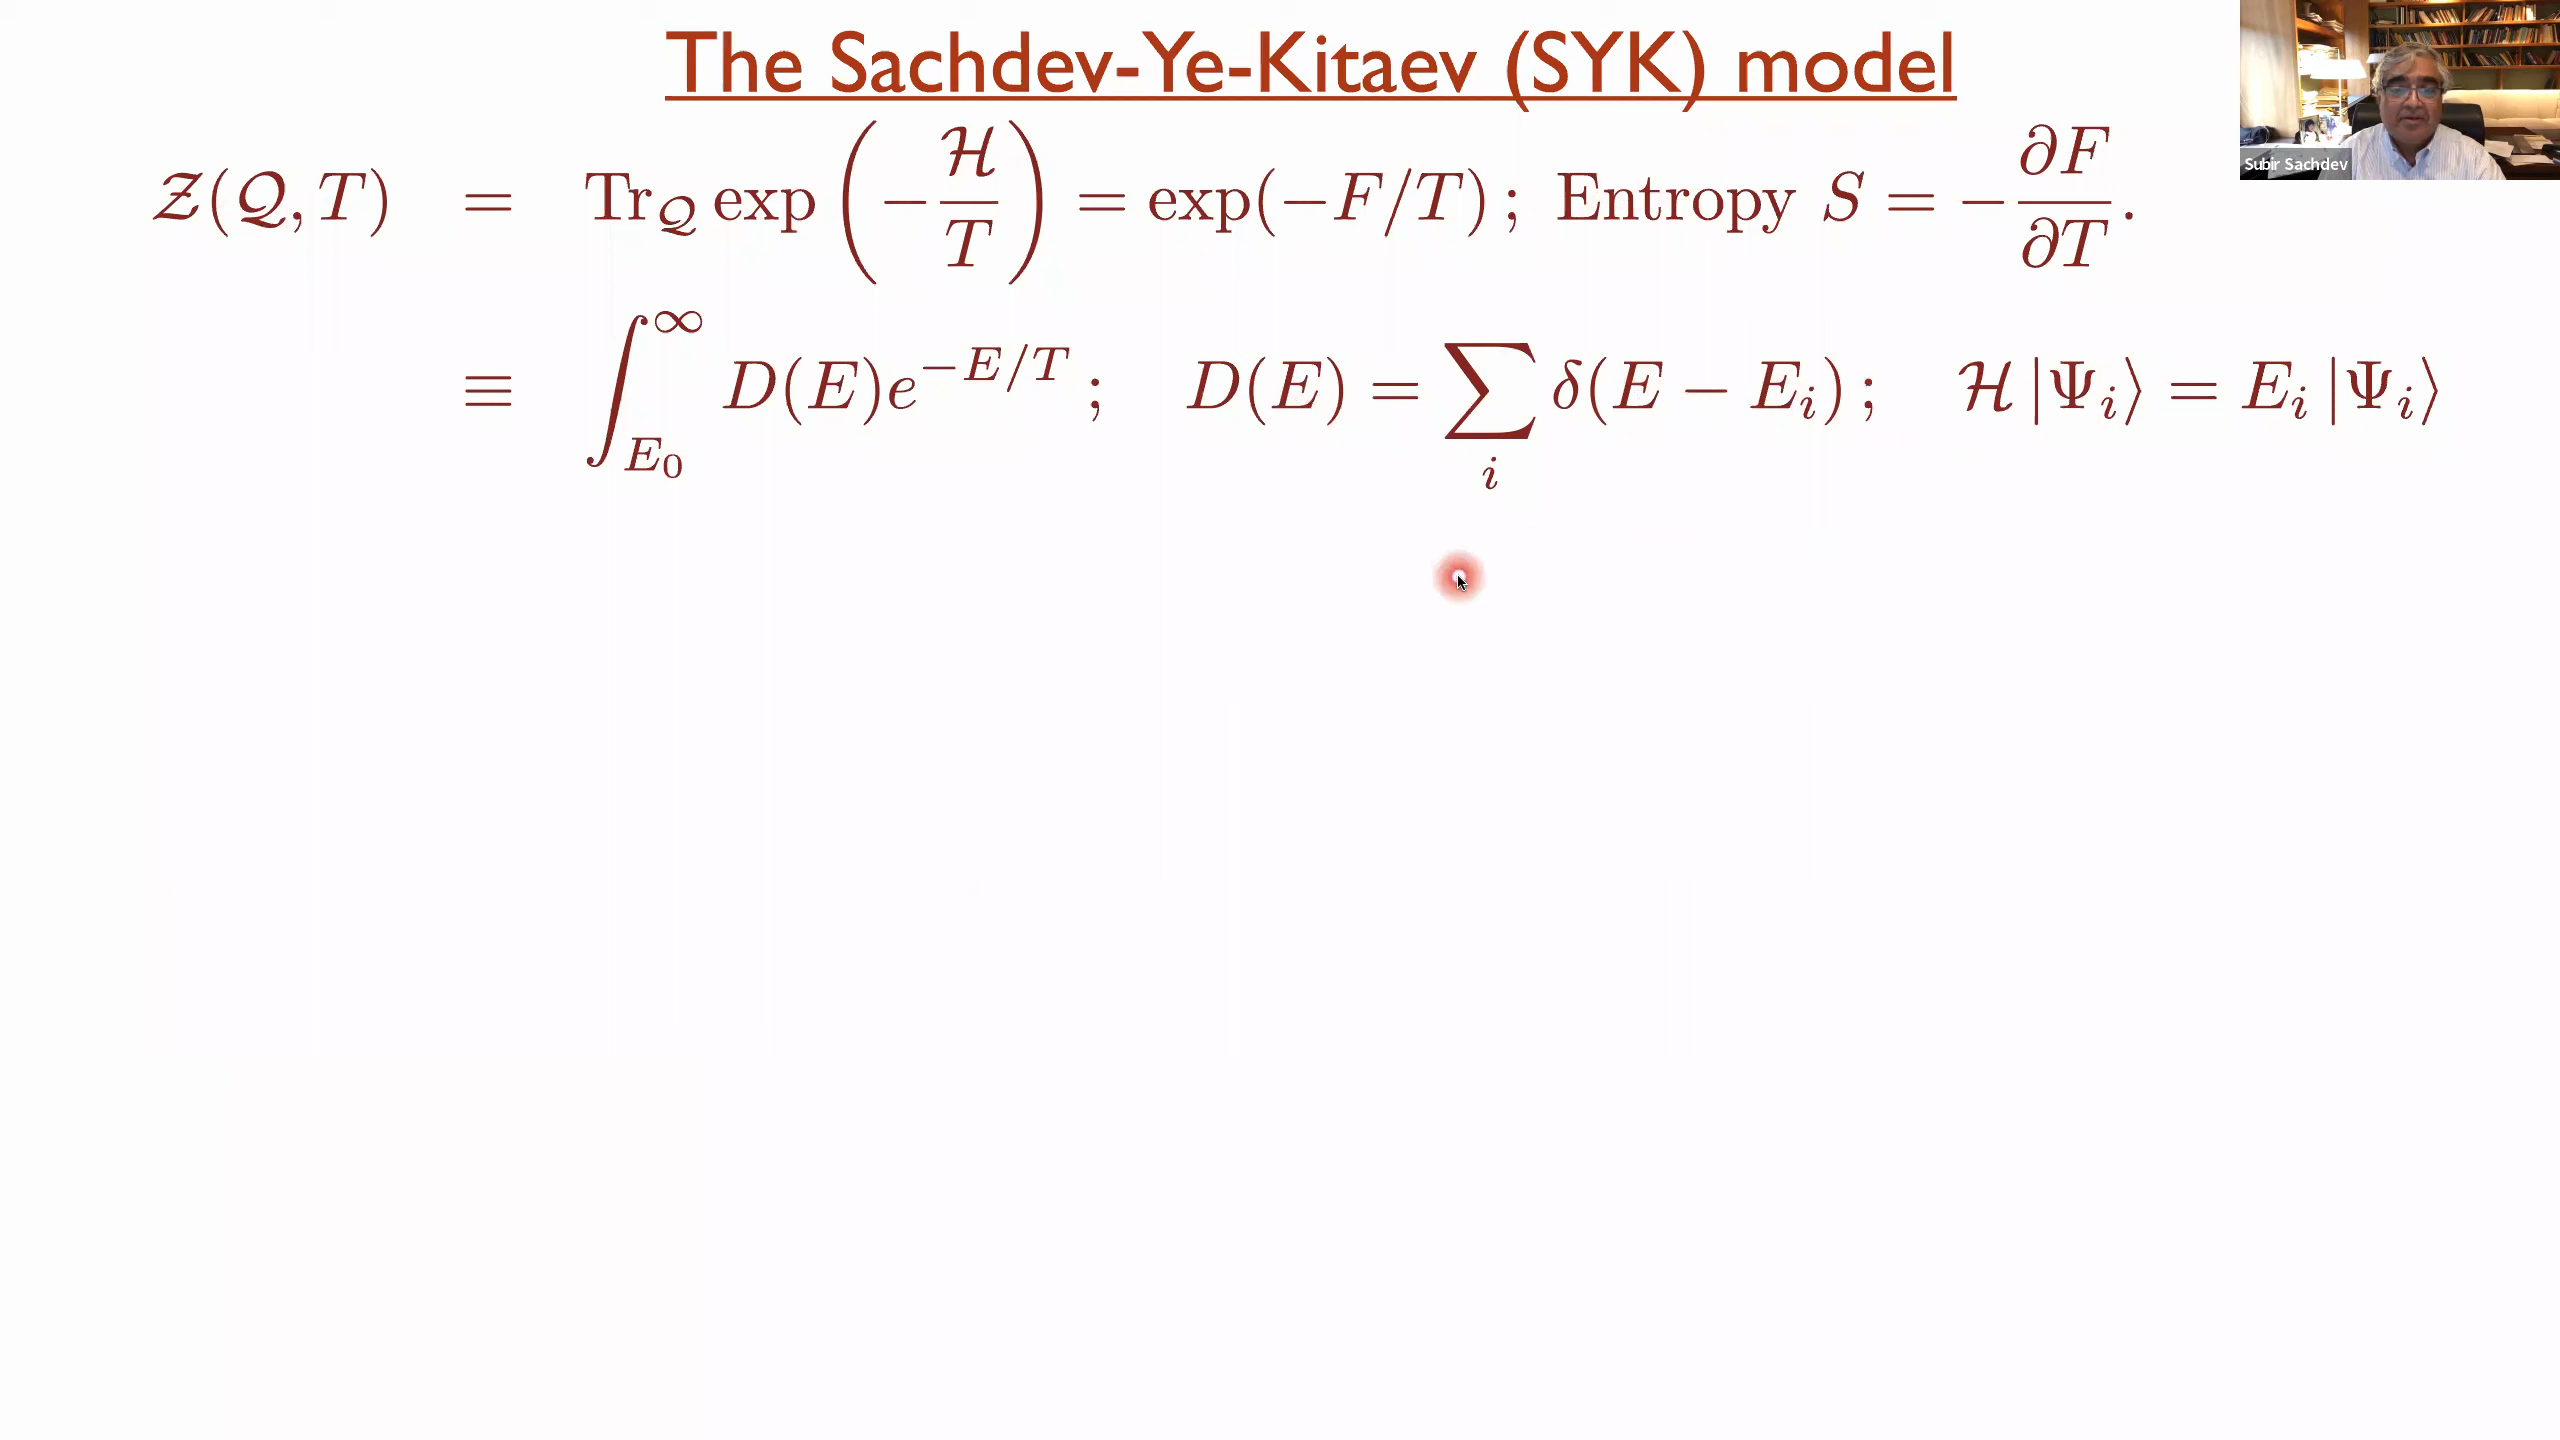 The Sachdev-Ye-Kitaev (SYK) model
Subir Sachdev
𝒵(𝒬, T) = Tr_𝒬 exp(−ℋ/T) = exp(−F/T) ; Entropy S = −∂F/∂T.
≡ ∫_{E_0}^{∞} D(E)e^{−E/T} ; D(E) = ∑_i δ(E − E_i) ; ℋ |Ψ_i⟩ = E_i |Ψ_i⟩